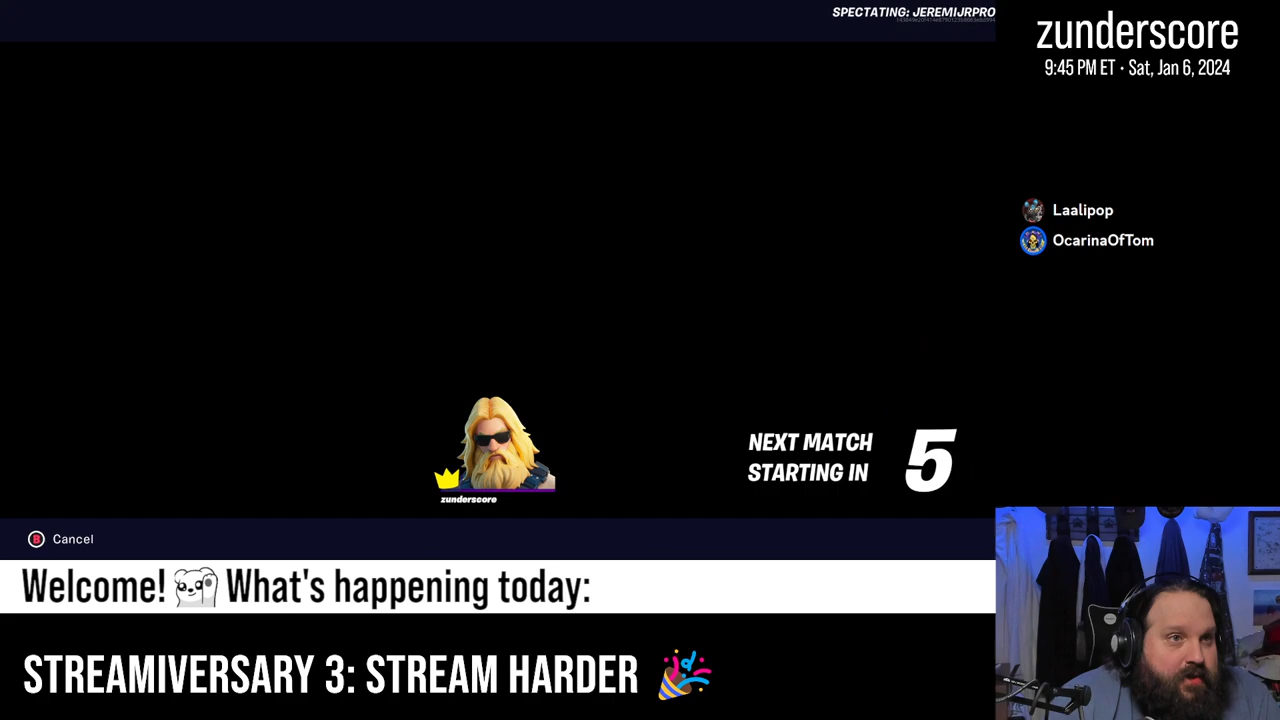 SPECTATING: JEREMIJRPRO
zunderscore
9:45 PM ET · Sat, Jan 6, 2024
Laalipop
OcarinaOfTom
NEXT MATCH
STARTING IN
5
zunderscore
B Cancel
Welcome! What's happening today:
STREAMIVERSARY 3: STREAM HARDER